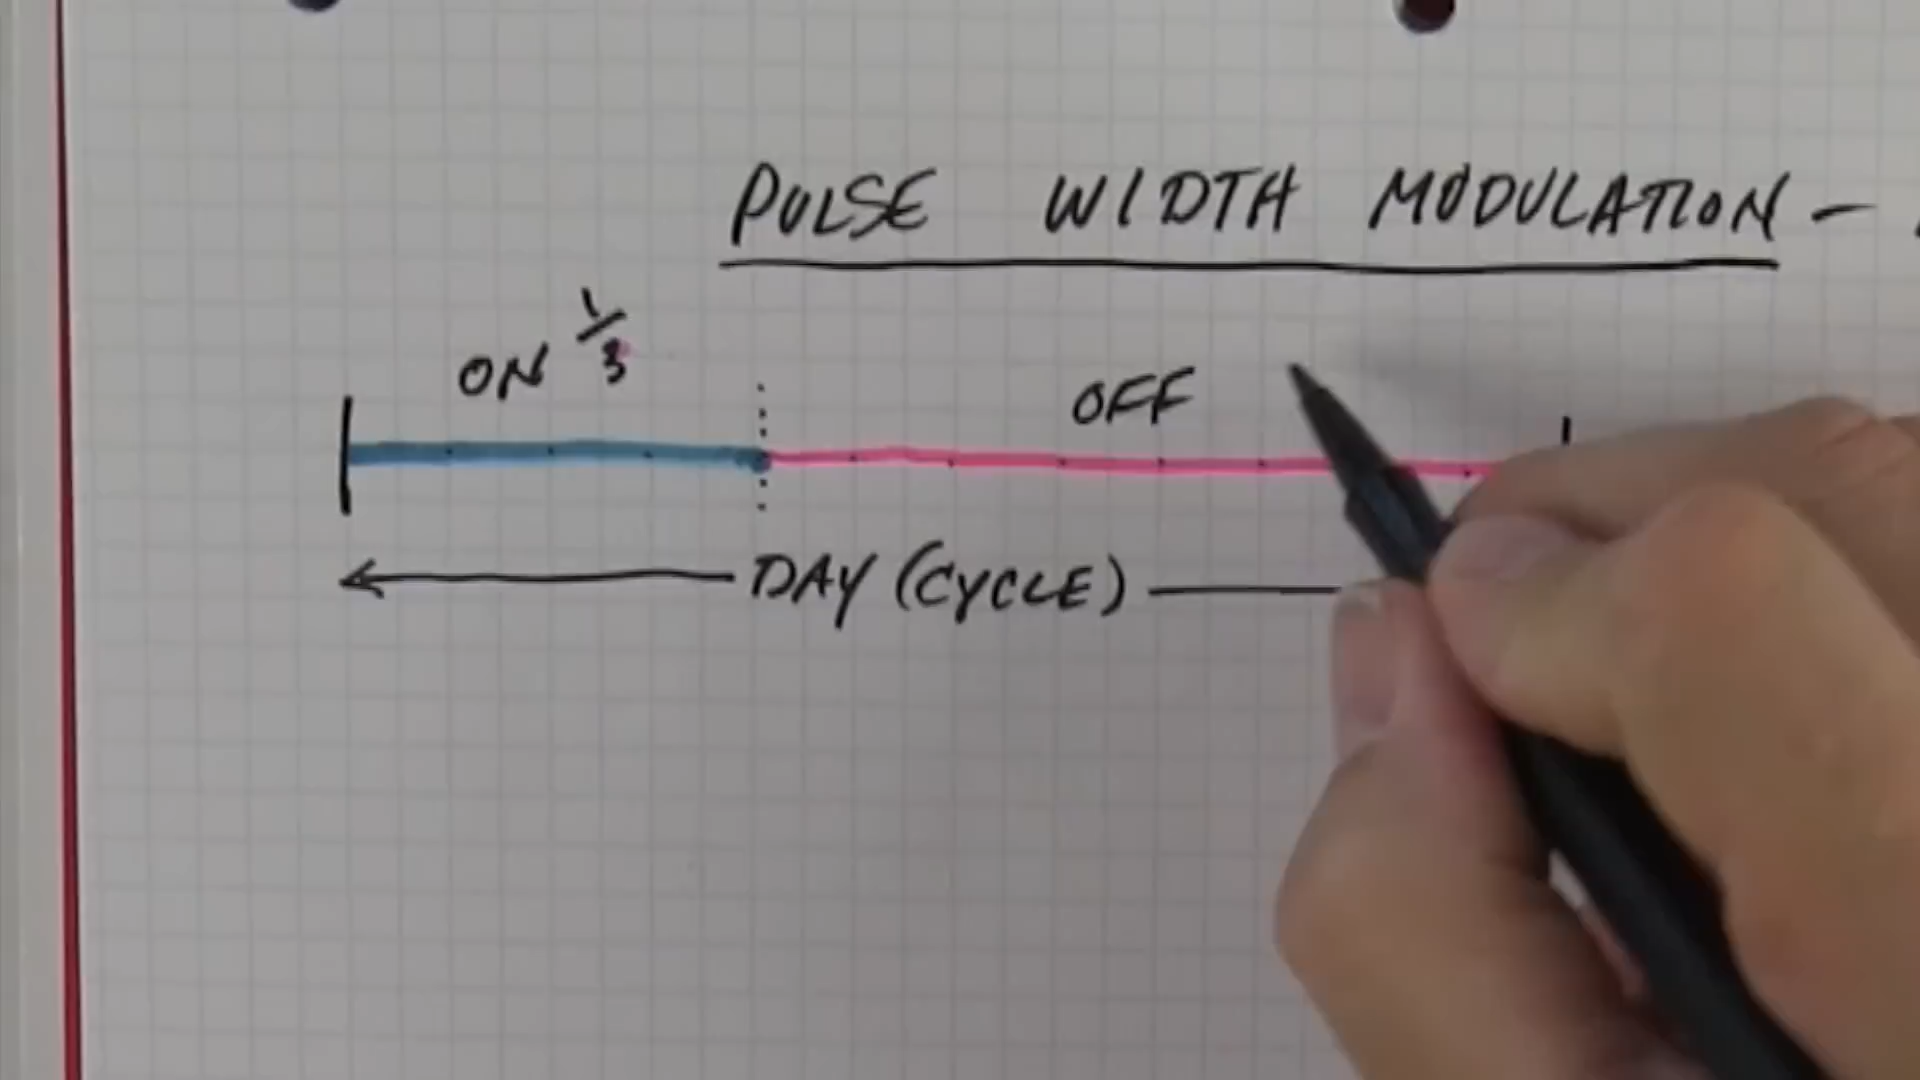 PULSE WIDTH MODULATION -
ON 1/3
OFF
DAY (CYCLE)